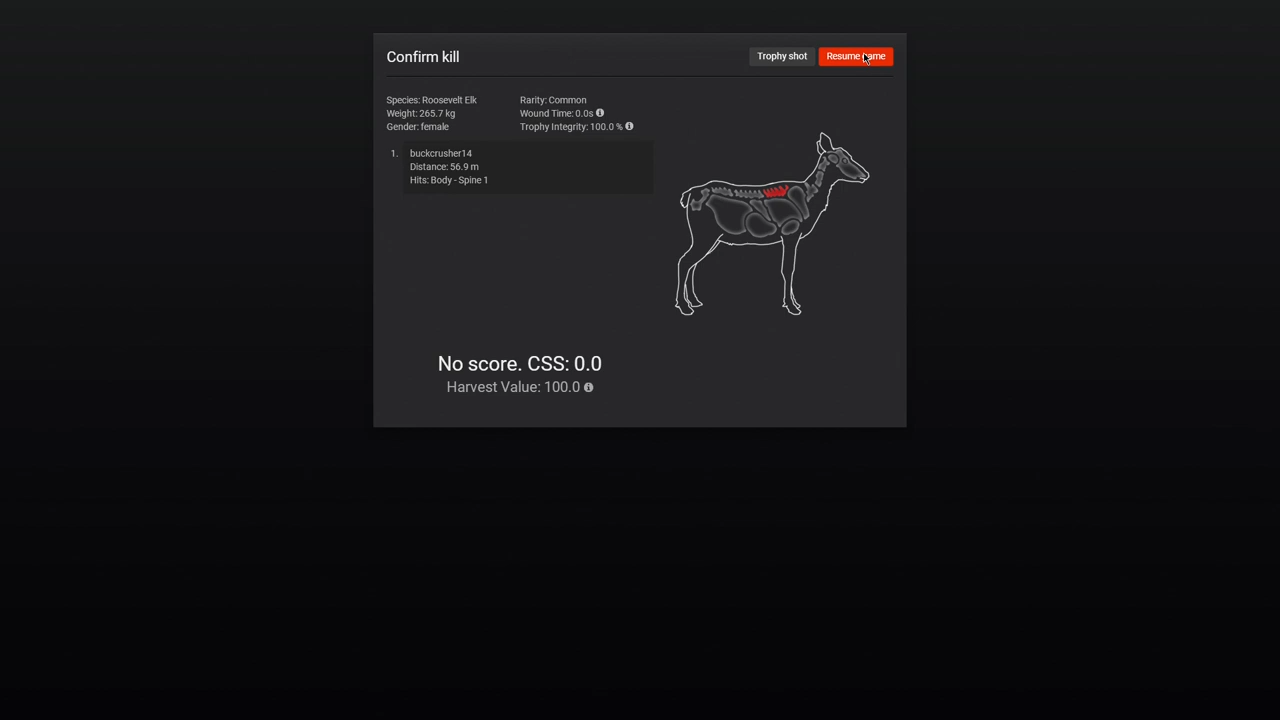 Confirm kill
Trophy shot
Resume game
Species: Roosevelt Elk
Rarity: Common
Weight: 265.7 kg
Wound Time: 0.0s
Gender: female
Trophy Integrity: 100.0 %
1. buckcrusher14
Distance: 56.9 m
Hits: Body - Spine 1
No score. CSS: 0.0
Harvest Value: 100.0